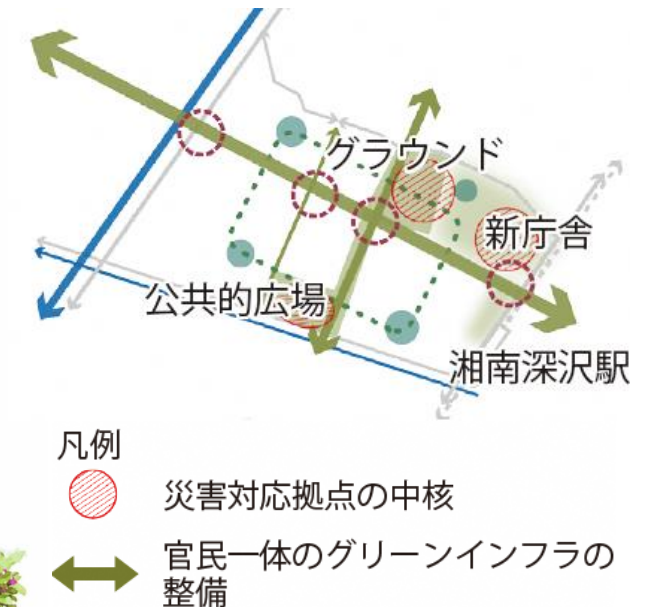 グラウンド
新庁舎
公共的広場
湘南深沢駅
凡例
災害対応拠点の中核
官民一体のグリーンインフラの
整備